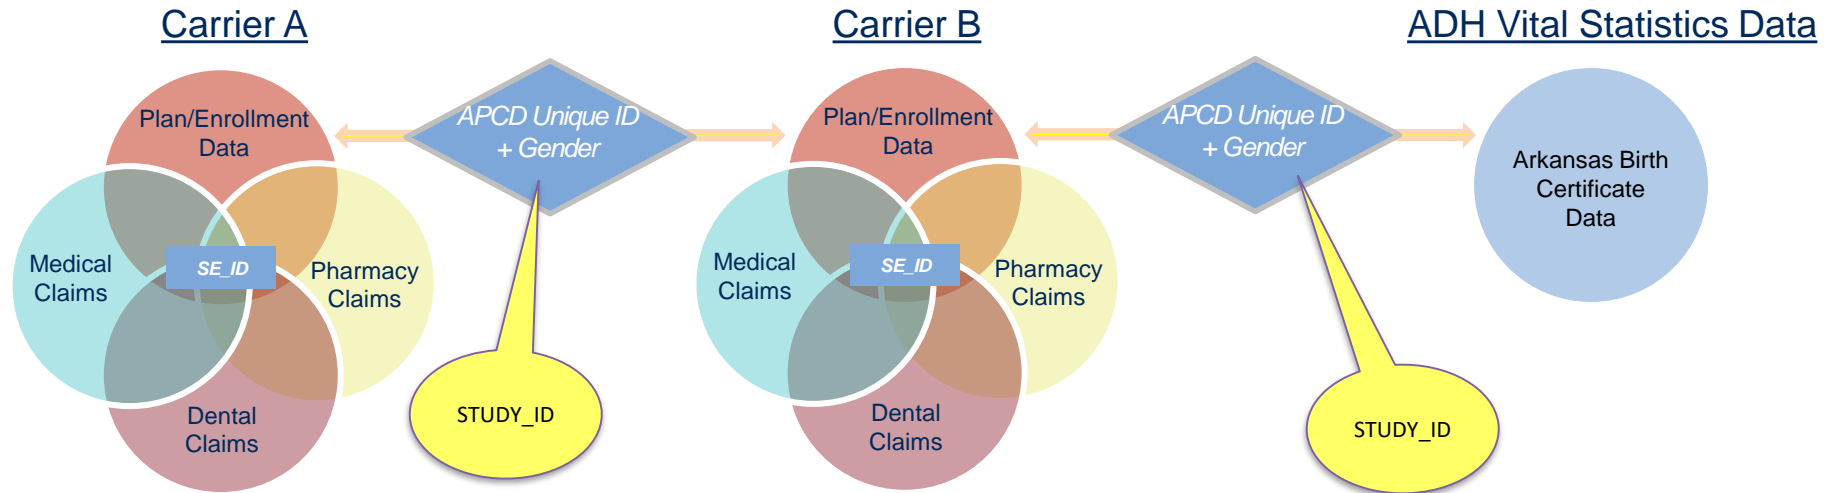 Carrier A
Carrier B
ADH Vital Statistics Data
Plan/Enrollment
Data
Medical
Claims
SE_ID
Pharmacy
Claims
Dental
Claims
APCD Unique ID
+ Gender
STUDY_ID
Plan/Enrollment
Data
Medical
Claims
SE_ID
Pharmacy
Claims
Dental
Claims
APCD Unique ID
+ Gender
STUDY_ID
Arkansas Birth
Certificate
Data